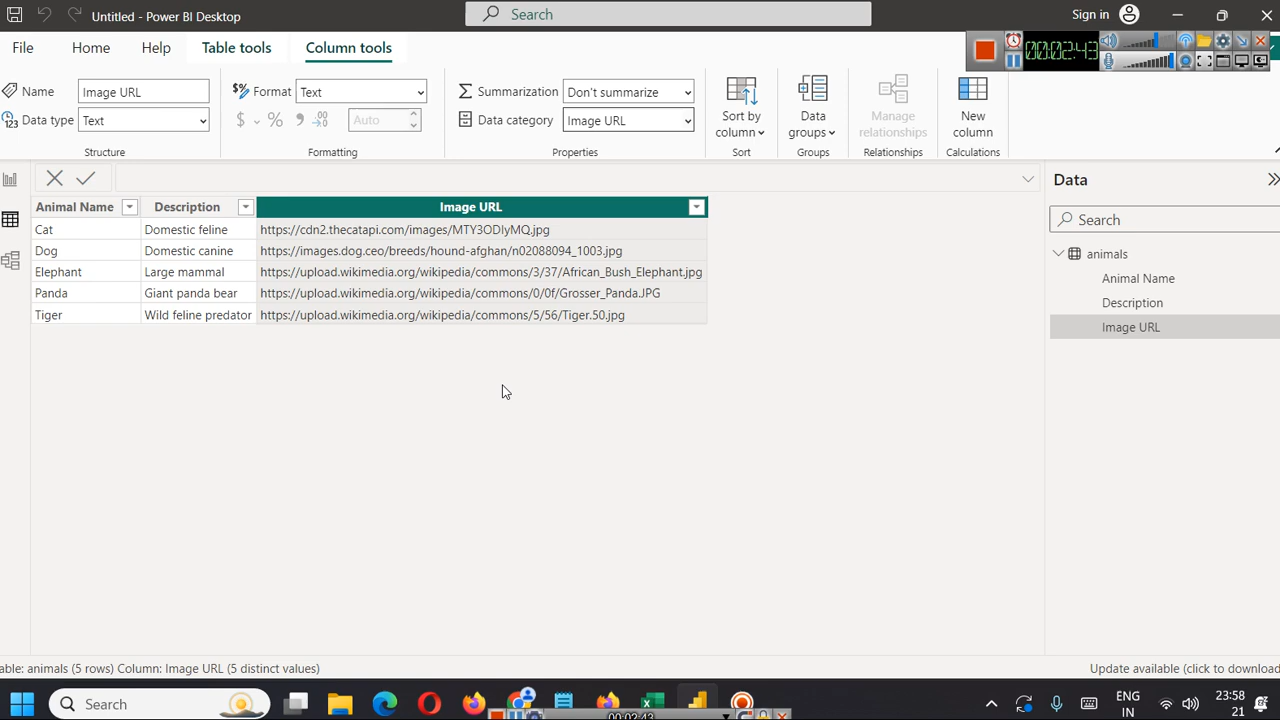 Untitled - Power BI Desktop
Search
Sign in
00:02:43
File
Home
Help
Table tools
Column tools
Name
Image URL
Format
Text
Summarization
Don't summarize
Data type
Text
Auto
Data category
Image URL
Sort by
column
Data
groups
Manage
relationships
New
column
Structure
Formatting
Properties
Sort
Groups
Relationships
Calculations
Data
Search
animals
Animal Name
Description
Image URL
Animal Name Description Image URL
Cat Domestic feline https://cdn2.thecatapi.com/images/MTY3ODIyMQ.jpg
Dog Domestic canine https://images.dog.ceo/breeds/hound-afghan/n02088094_1003.jpg
Elephant Large mammal https://upload.wikimedia.org/wikipedia/commons/3/37/African_Bush_Elephant.jpg
Panda Giant panda bear https://upload.wikimedia.org/wikipedia/commons/0/0f/Grosser_Panda.JPG
Tiger Wild feline predator https://upload.wikimedia.org/wikipedia/commons/5/56/Tiger.50.jpg
able: animals (5 rows) Column: Image URL (5 distinct values)
Update available (click to download
Search
ENG
IN
23:58
21
00:02:43